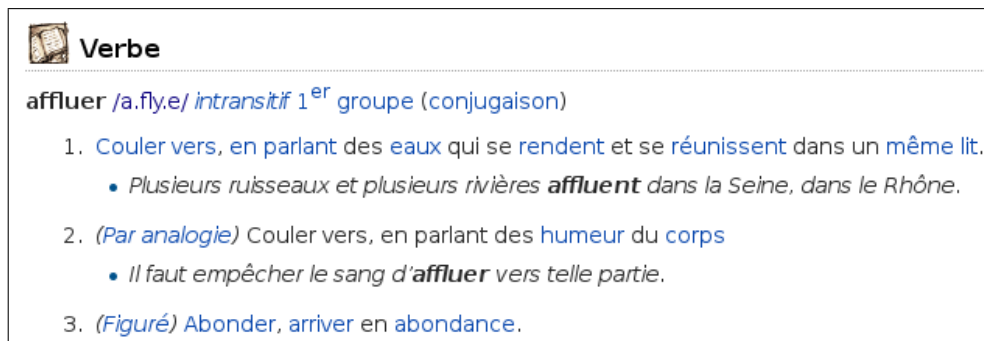 Verbe
affluer /a.fly.e/ intransitif 1er groupe (conjugaison)
1. Couler vers, en parlant des eaux qui se rendent et se réunissent dans un même lit.
• Plusieurs ruisseaux et plusieurs rivières affluent dans la Seine, dans le Rhône.
2. (Par analogie) Couler vers, en parlant des humeur du corps
• Il faut empêcher le sang d’affluer vers telle partie.
3. (Figuré) Abonder, arriver en abondance.